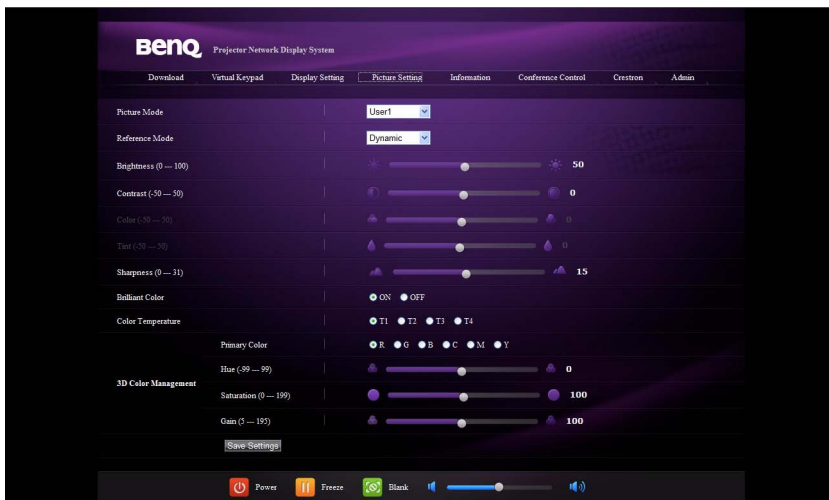 BenQ Projector Network Display System
Download Virtual Keypad Display Setting Picture Setting Information Conference Control Crestron Admin
Picture Mode User1
Reference Mode Dynamic
Brightness (0 --- 100) 50
Contrast (-50 --- 50) 0
Color (-50 --- 50) 0
Tint (-50 --- 50) 0
Sharpness (0 --- 31) 15
Brilliant Color ON OFF
Color Temperature T1 T2 T3 T4
Primary Color R G B C M Y
Hue (-99 --- 99) 0
3D Color Management
Saturation (0 --- 199) 100
Gain (5 --- 195) 100
Save Settings
Power Freeze Blank